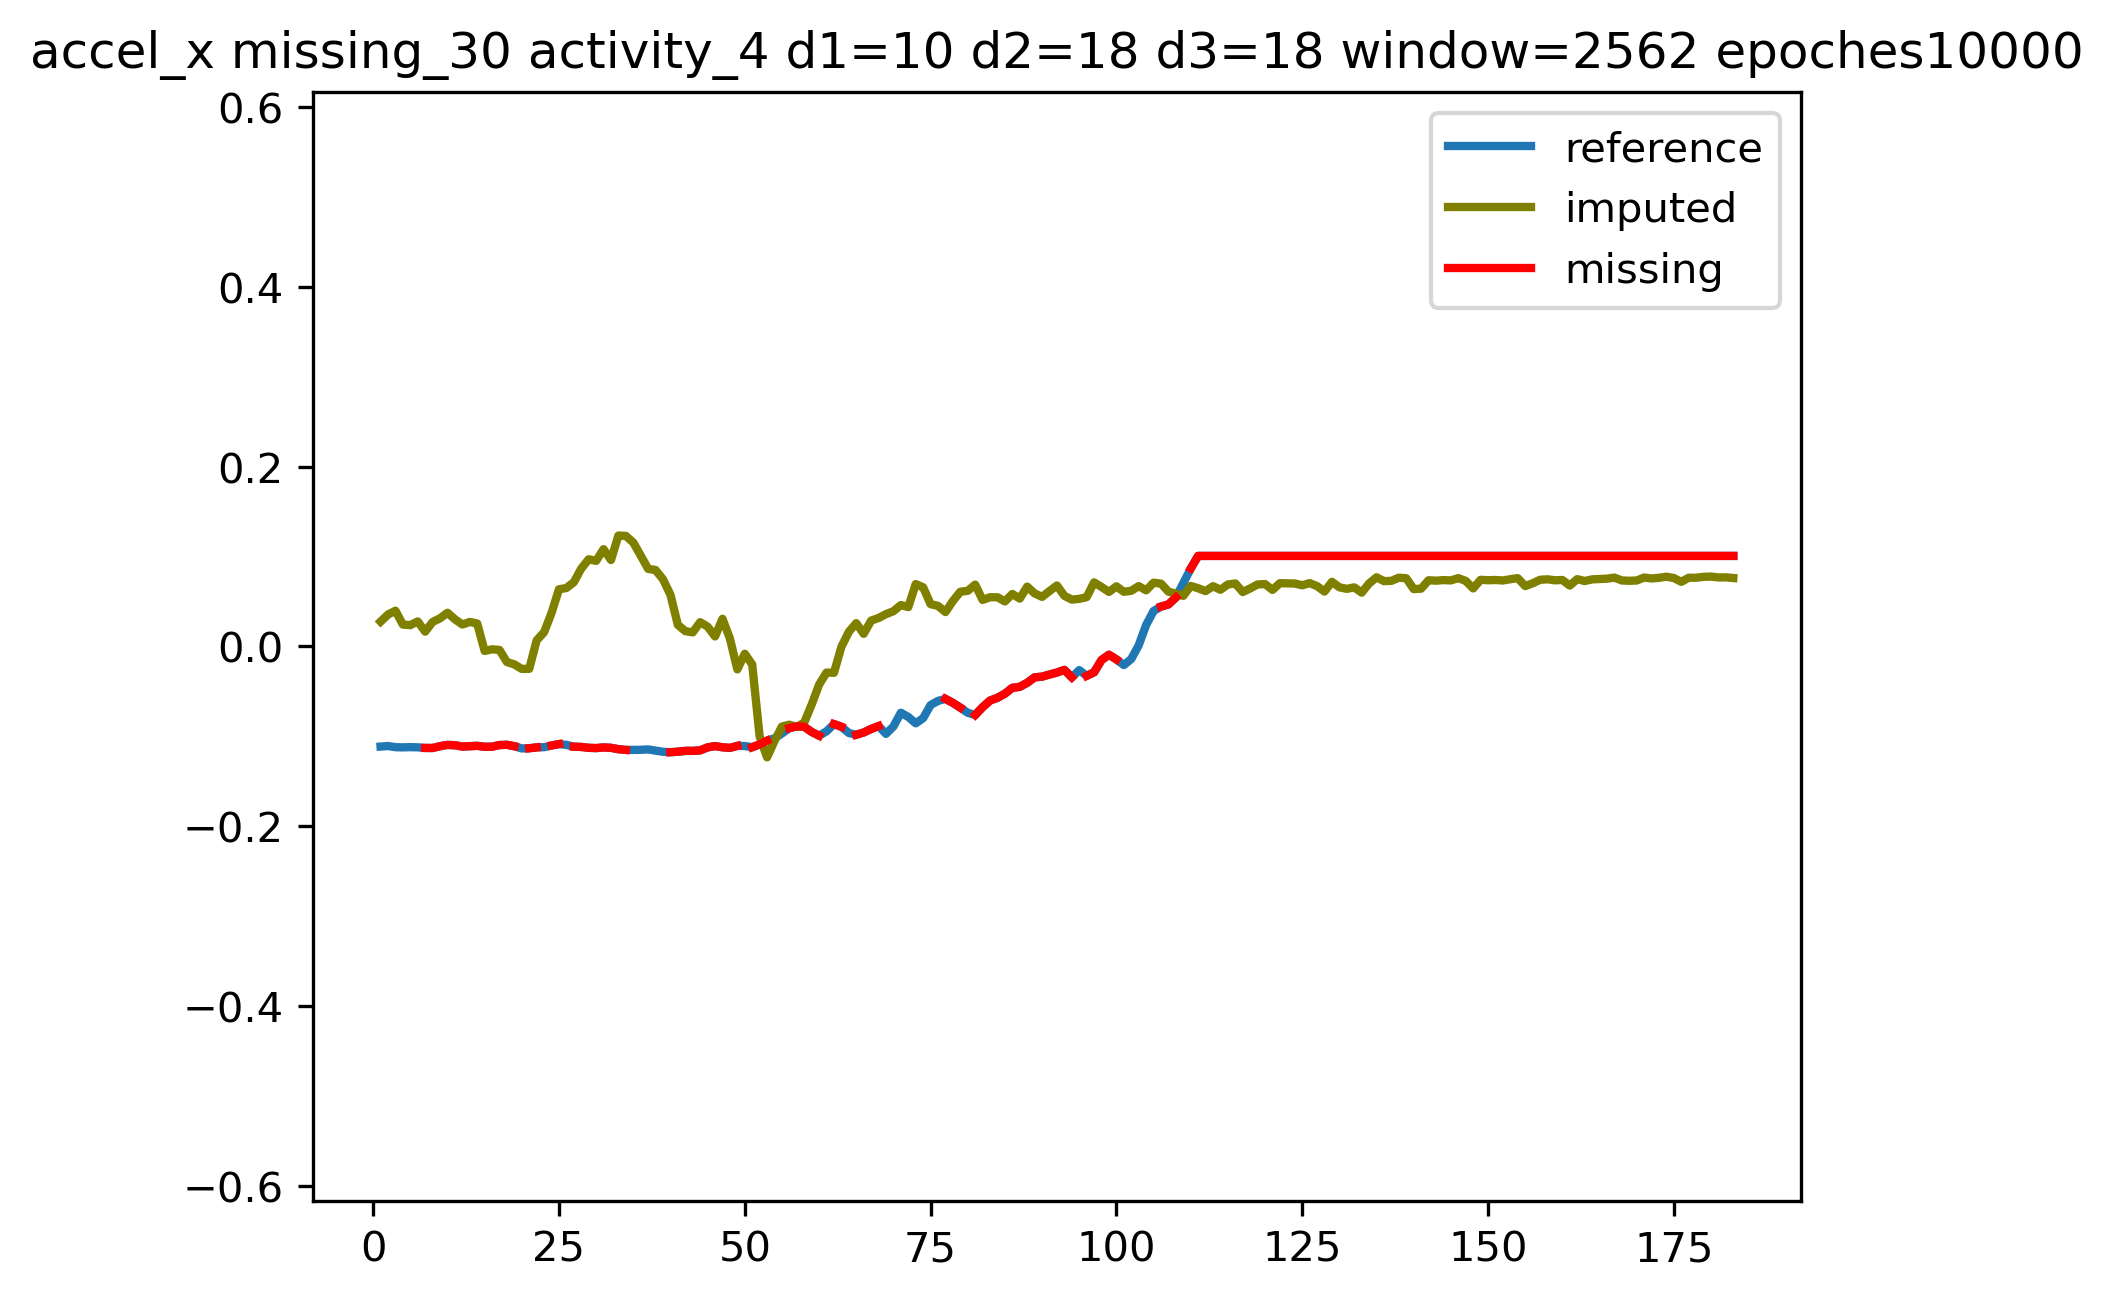 accel_x missing_30 activity_4 d1=10 d2=18 d3=18 window=2562 epoches10000
reference
imputed
missing
0.6
0.4
0.2
0.0
−0.2
−0.4
−0.6
0 25 50 75 100 125 150 175